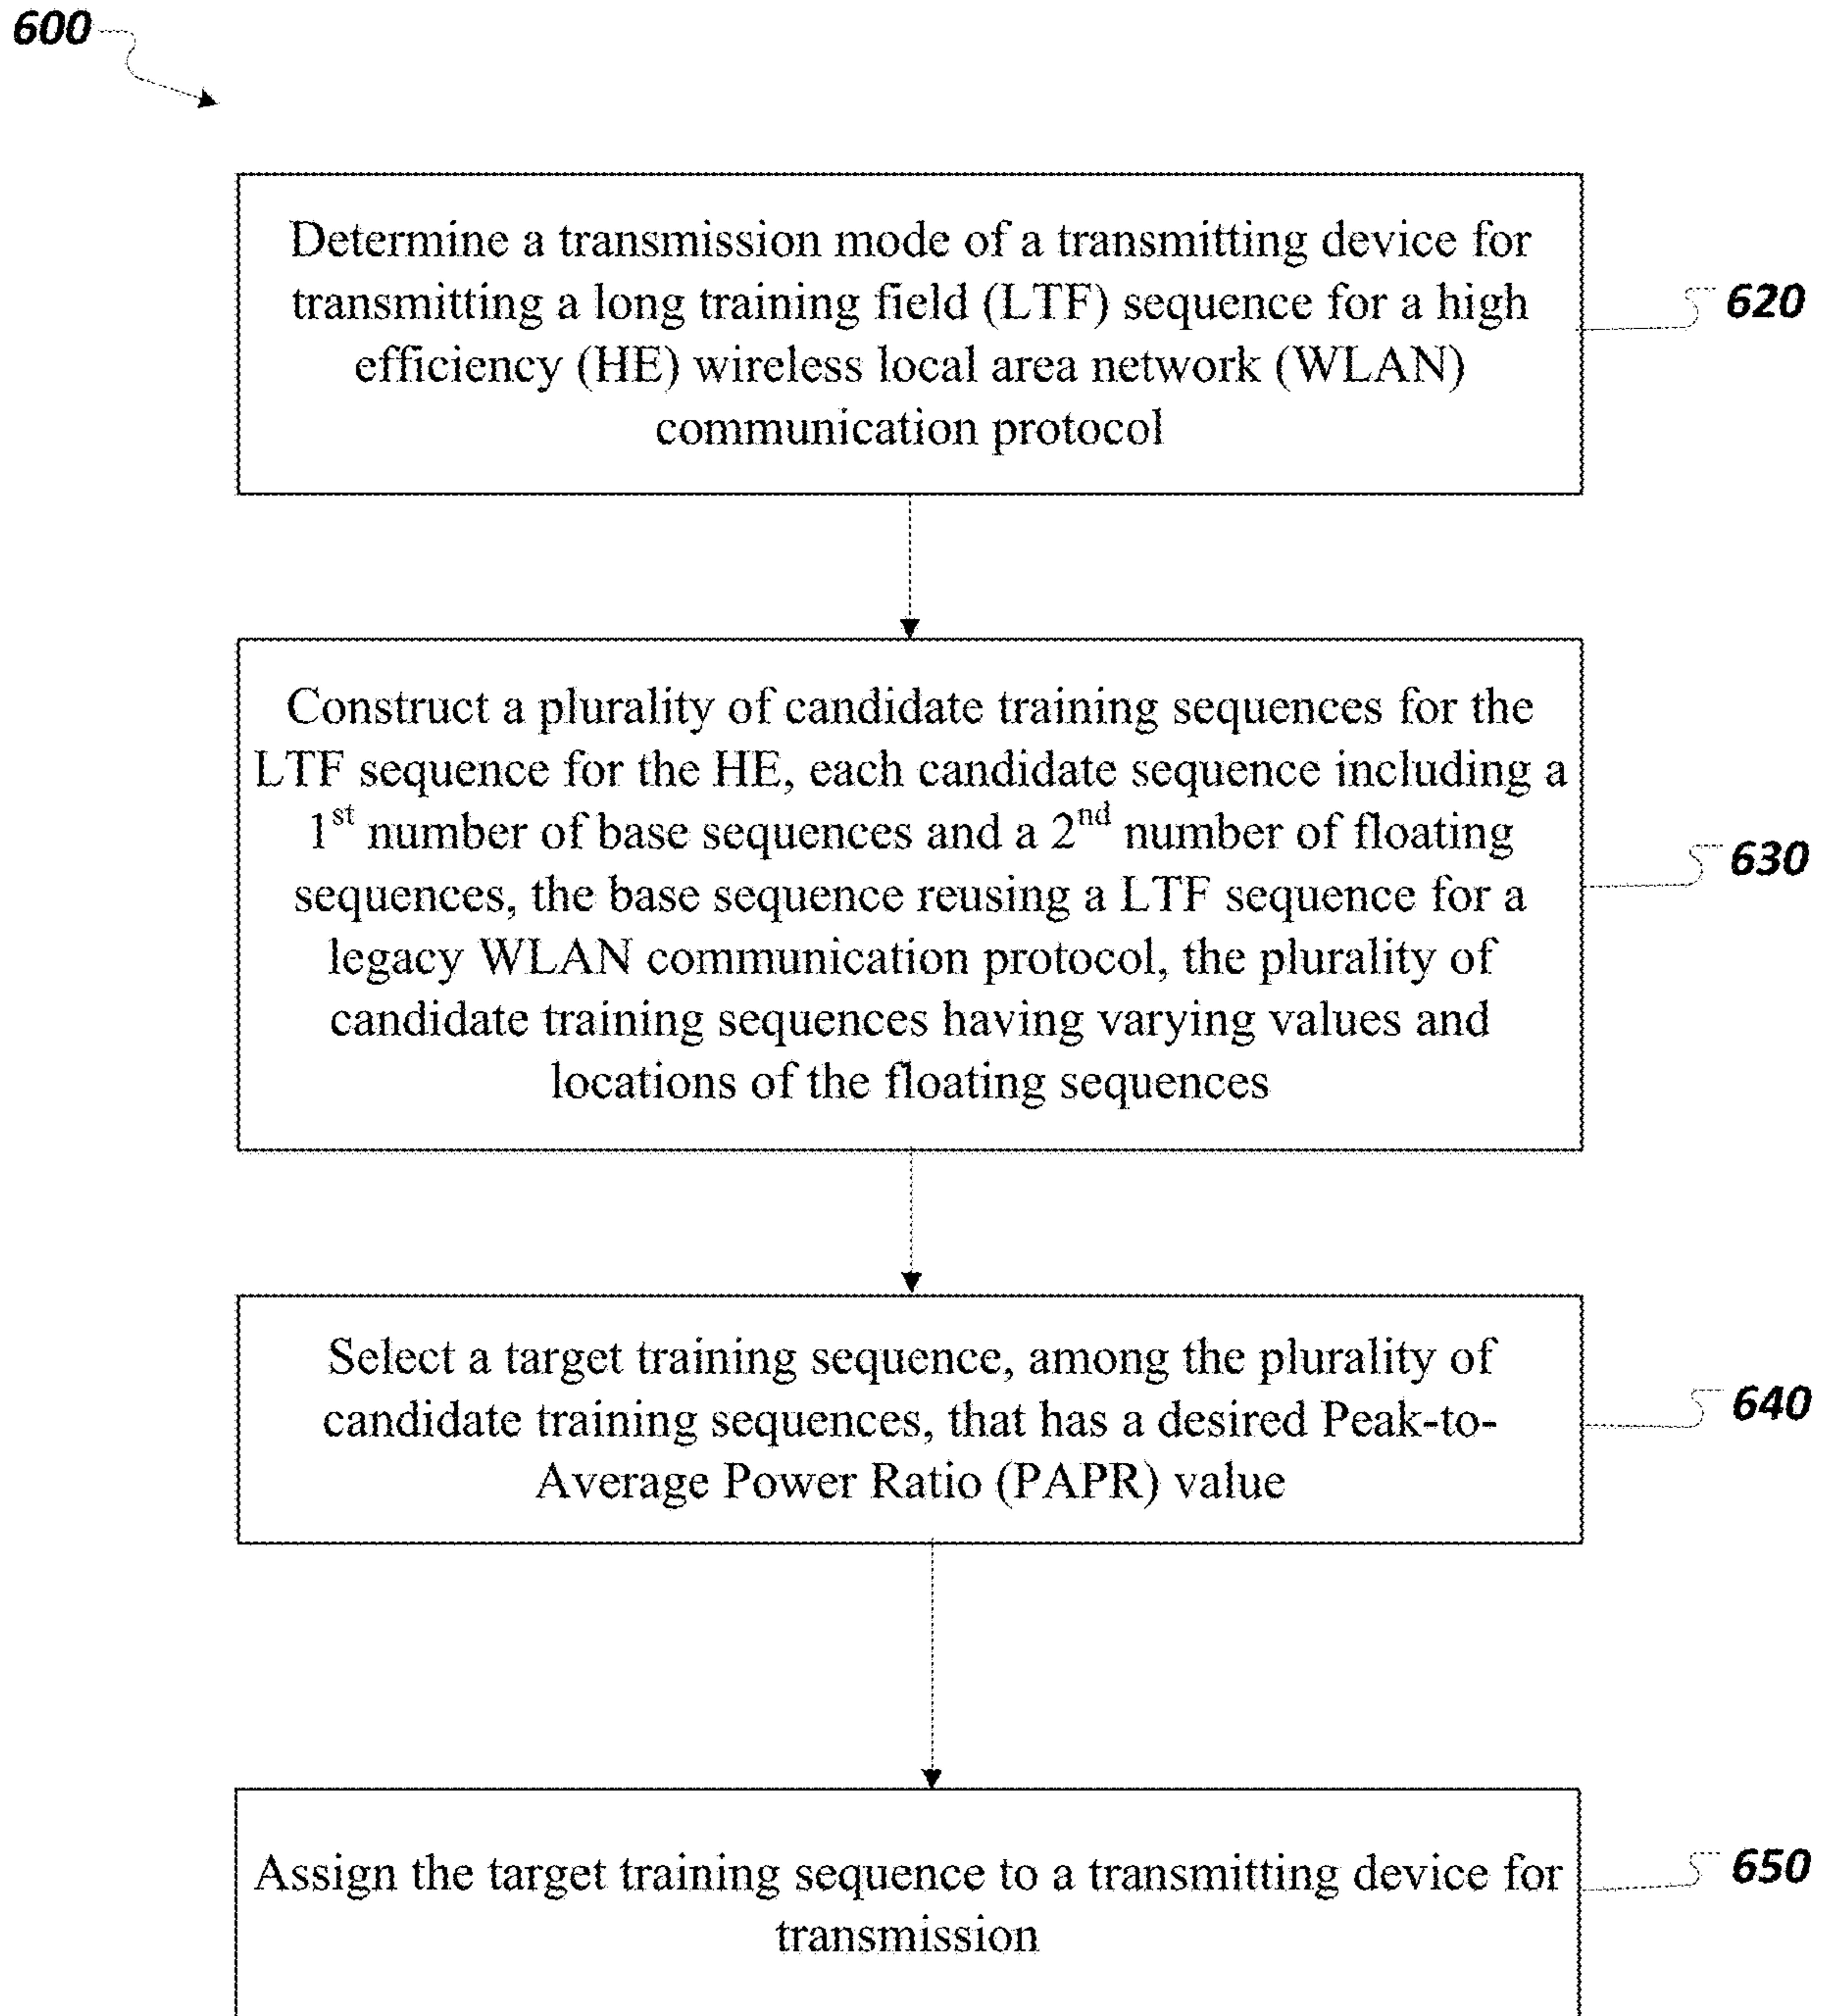 600
Determine a transmission mode of a transmitting device for
transmitting a long training field (LTF) sequence for a high
efficiency (HE) wireless local area network (WLAN)
communication protocol
620
Construct a plurality of candidate training sequences for the
LTF sequence for the HE, each candidate sequence including a
1st number of base sequences and a 2nd number of floating
sequences, the base sequence reusing a LTF sequence for a
legacy WLAN communication protocol, the plurality of
candidate training sequences having varying values and
locations of the floating sequences
630
Select a target training sequence, among the plurality of
candidate training sequences, that has a desired Peak-to-
Average Power Ratio (PAPR) value
640
Assign the target training sequence to a transmitting device for
transmission
650